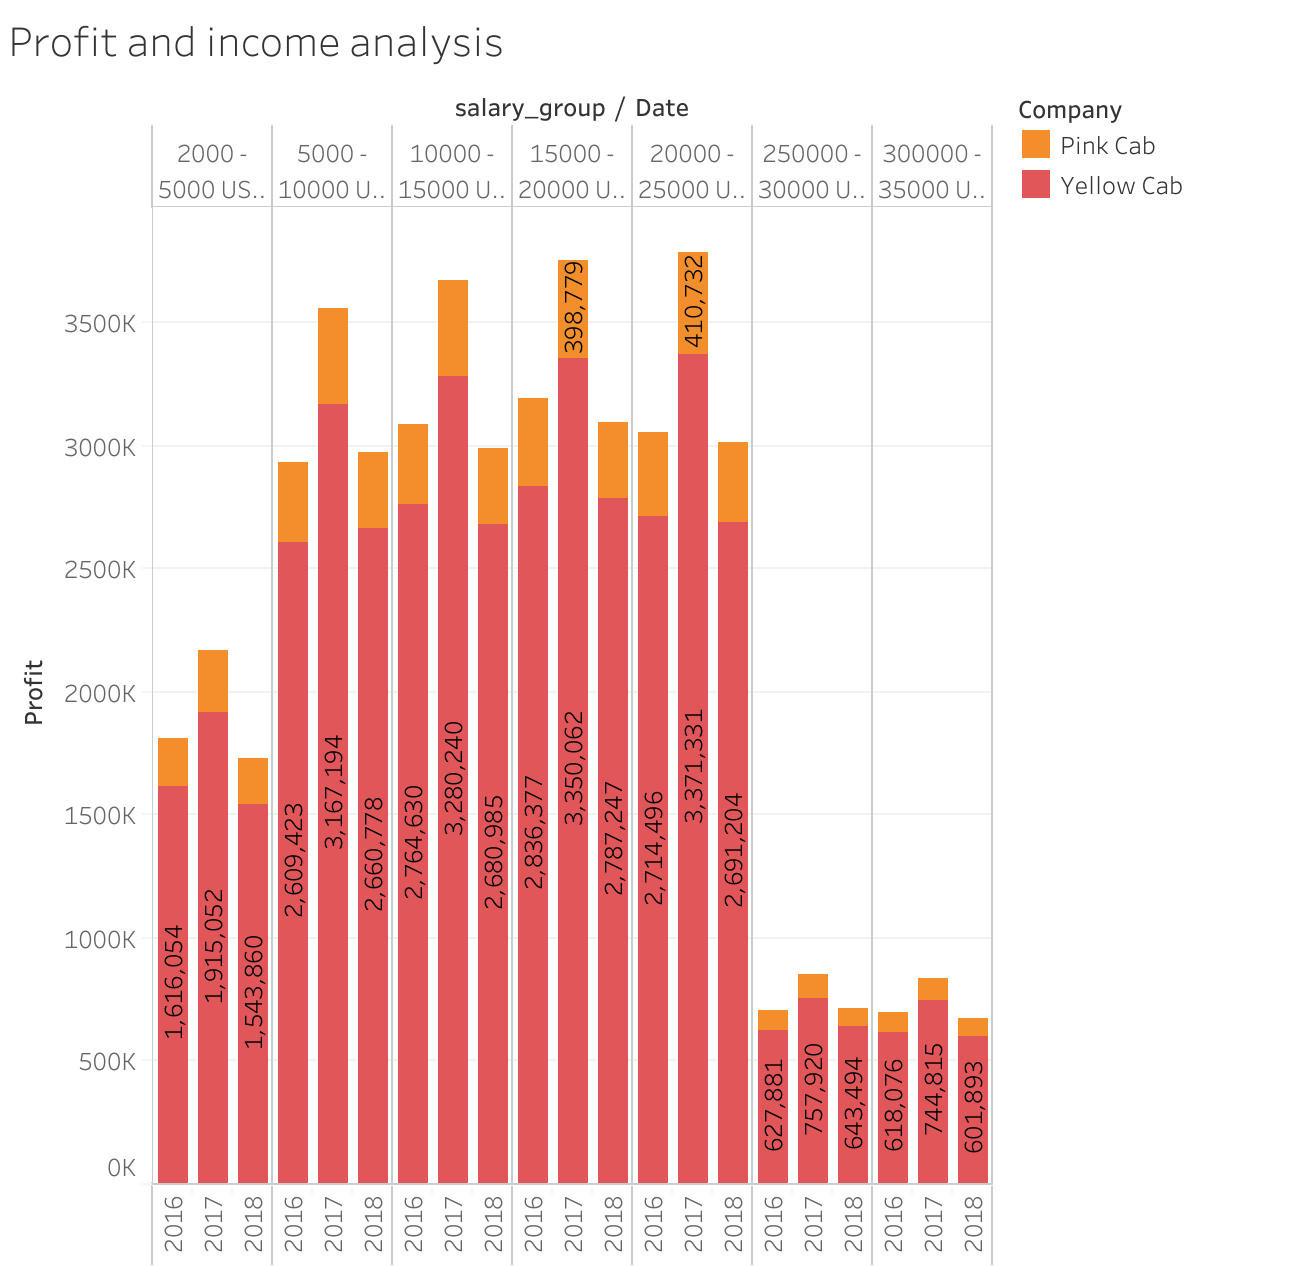 Profit and income analysis
salary_group / Date
Company
Pink Cab
Yellow Cab
2000 -
5000 US..
5000 -
10000 U..
10000 -
15000 U..
15000 -
20000 U..
20000 -
25000 U..
250000 -
30000 U..
300000 -
35000 U..
Profit
3500K
3000K
2500K
2000K
1500K
1000K
500K
0K
398,779
410,732
1,616,054
1,915,052
1,543,860
2,609,423
3,167,194
2,660,778
2,764,630
3,280,240
2,680,985
2,836,377
3,350,062
2,787,247
2,714,496
3,371,331
2,691,204
627,881
757,920
643,494
618,076
744,815
601,893
2016
2017
2018
2016
2017
2018
2016
2017
2018
2016
2017
2018
2016
2017
2018
2016
2017
2018
2016
2017
2018